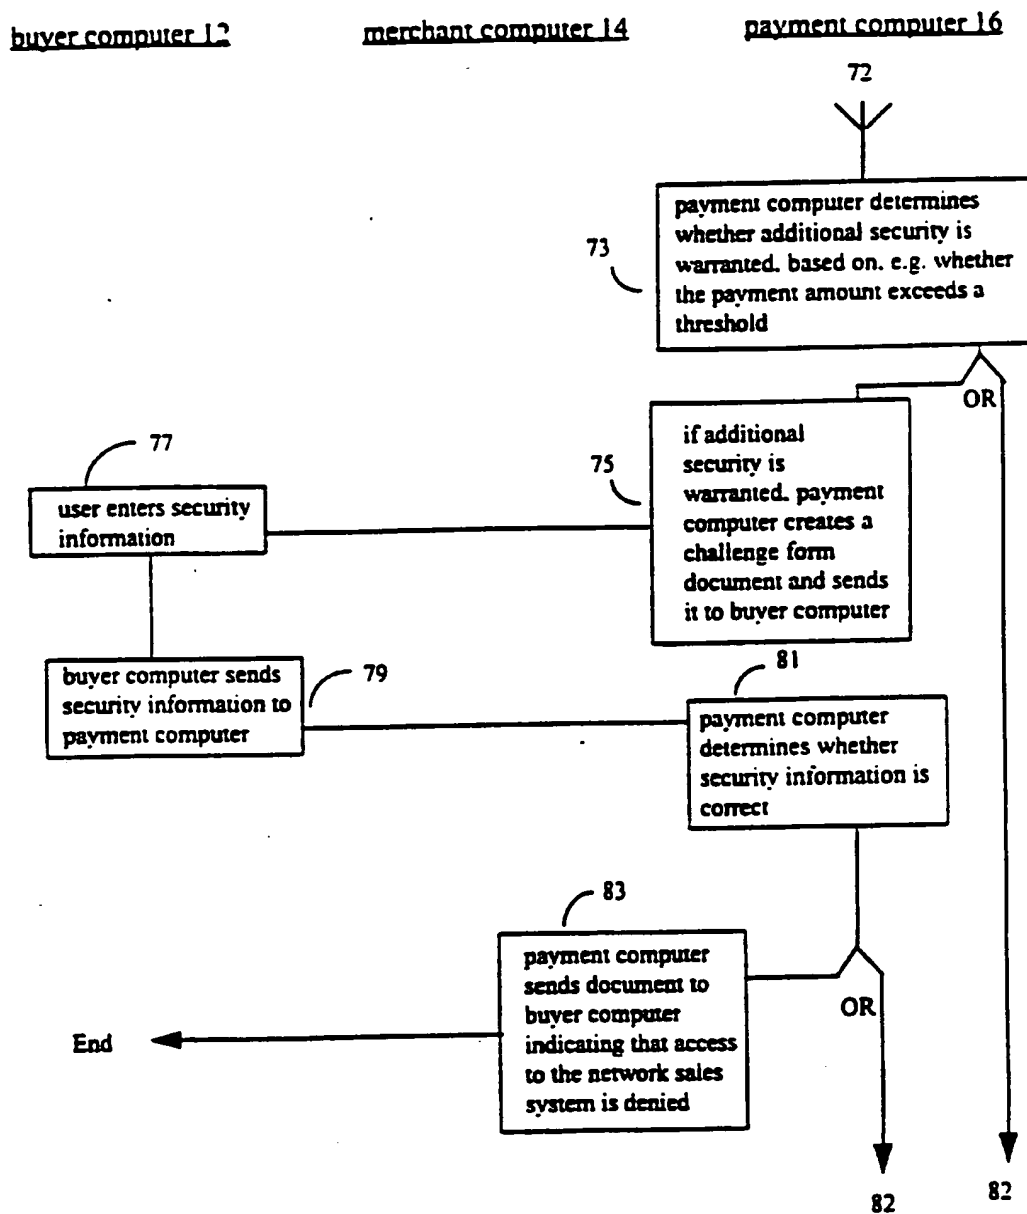 buyer computer 12
merchant computer 14
payment computer 16
72
73
payment computer determines
whether additional security is
warranted. based on. e.g. whether
the payment amount exceeds a
threshold
OR
75
if additional
security is
warranted. payment
computer creates a
challenge form
document and sends
it to buyer computer
77
user enters security
information
79
buyer computer sends
security information to
payment computer
81
payment computer
determines whether
security information is
correct
83
payment computer
sends document to
buyer computer
indicating that access
to the network sales
system is denied
OR
End
82
82